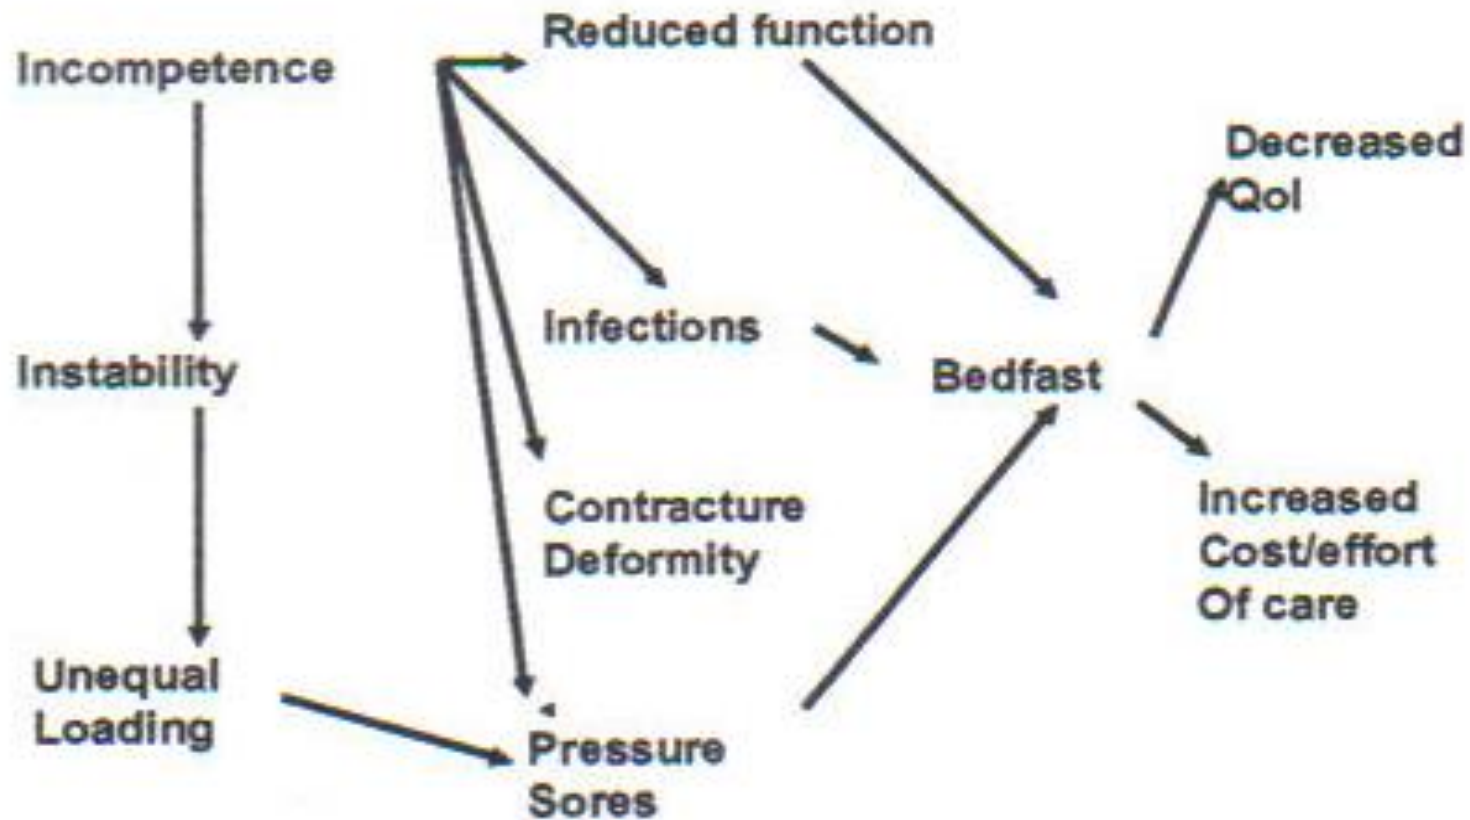 Incompetence
Reduced function
Decreased
Qol
Instability
Infections
Bedfast
Contracture
Deformity
Increased
Cost/effort
Of care
Unequal
Loading
Pressure
Sores